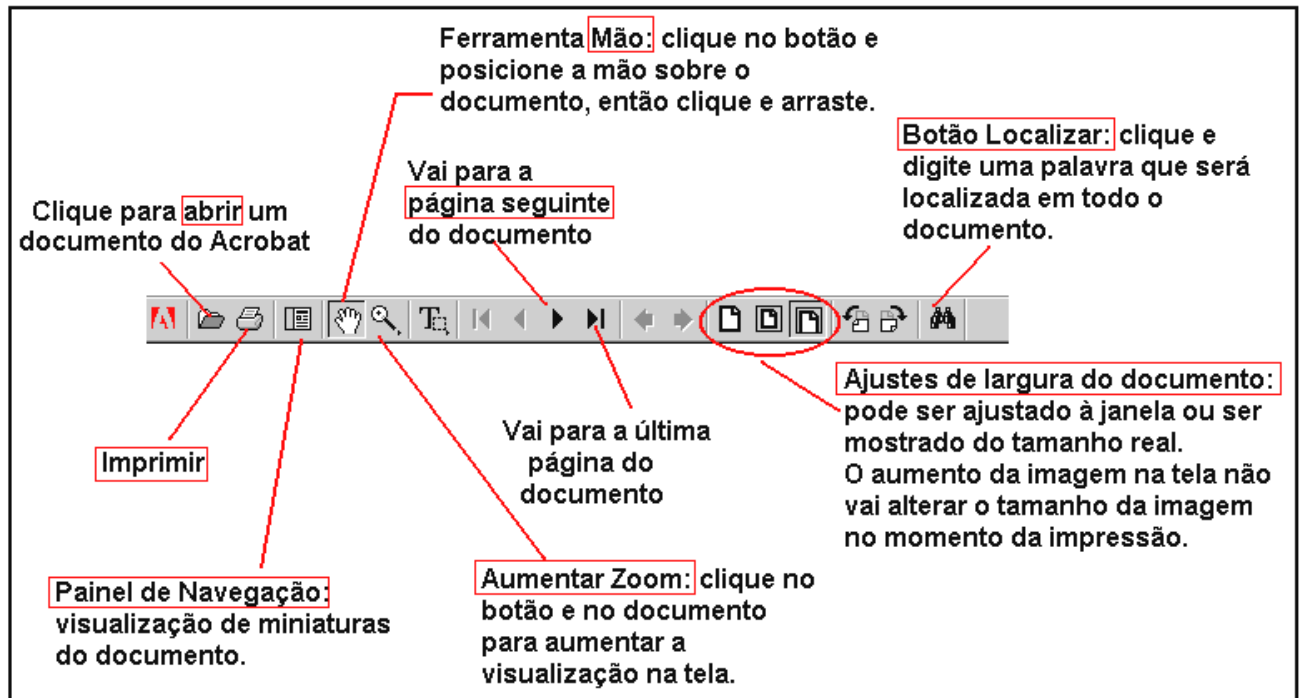 Ferramenta Mão: clique no botão e
posicione a mão sobre o
documento, então clique e arraste.
Botão Localizar: clique e
digite uma palavra que será
localizada em todo o
documento.
Vai para a
página seguinte
do documento
Clique para abrir um
documento do Acrobat
Ajustes de largura do documento:
pode ser ajustado à janela ou ser
mostrado do tamanho real.
O aumento da imagem na tela não
vai alterar o tamanho da imagem
no momento da impressão.
Vai para a última
página do
documento
Imprimir
Aumentar Zoom: clique no
botão e no documento
para aumentar a
visualização na tela.
Painel de Navegação:
visualização de miniaturas
do documento.